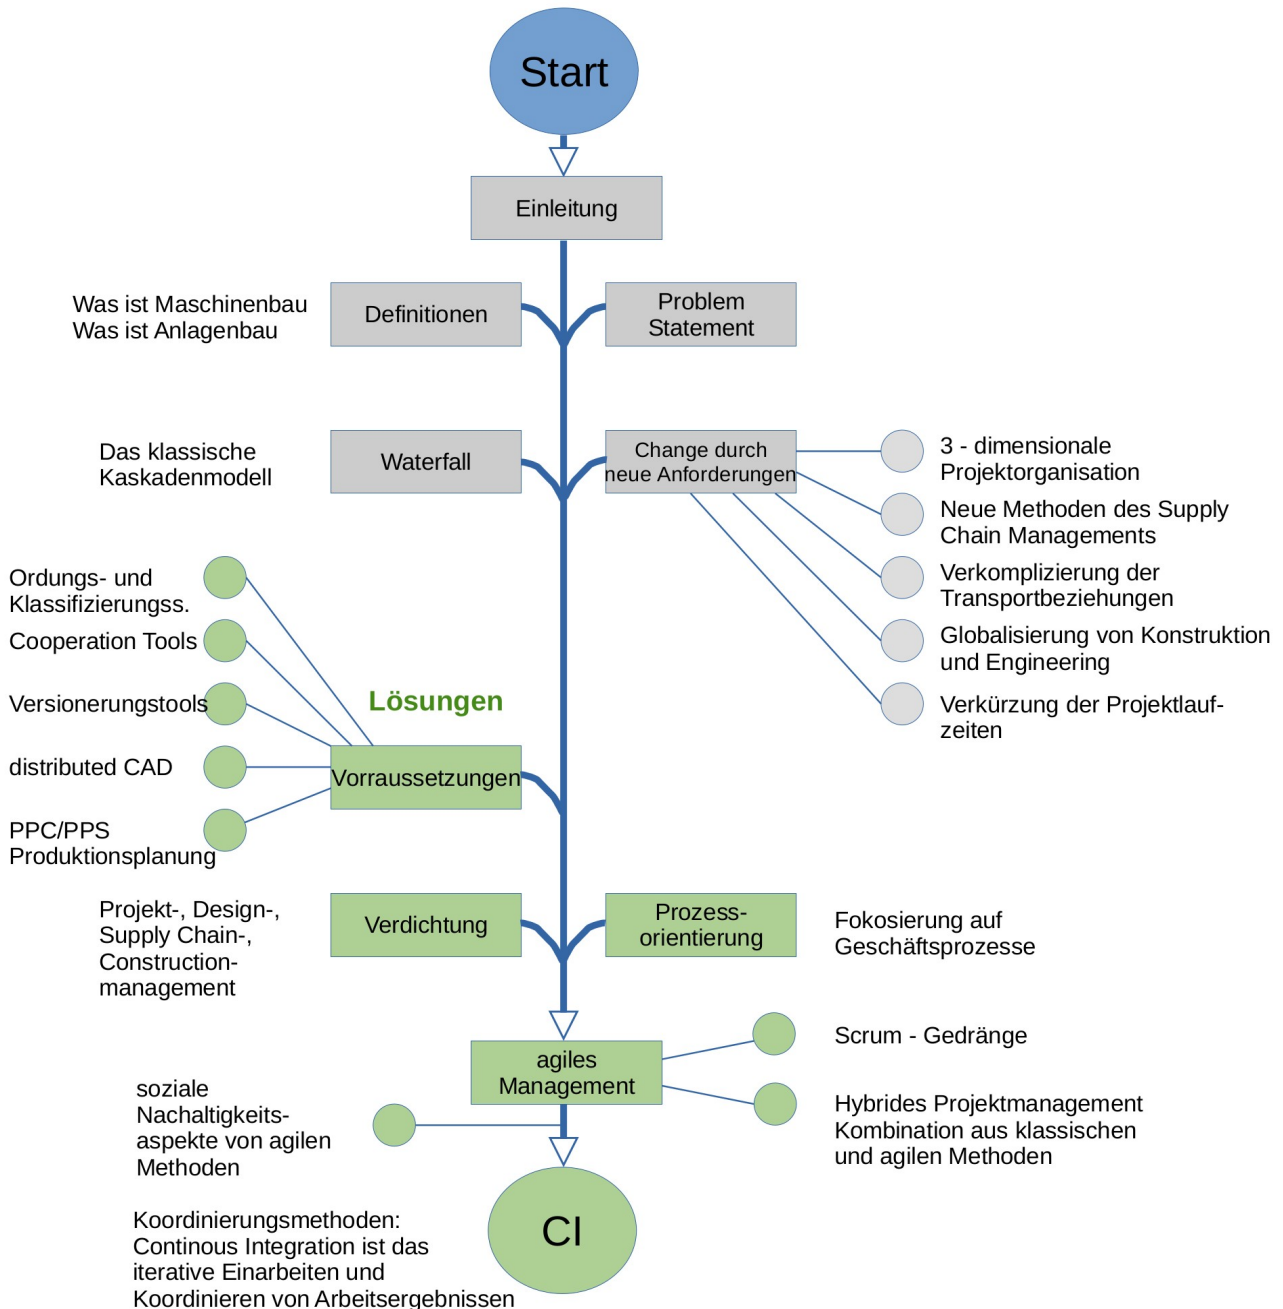 Start
Einleitung
Was ist Maschinenbau
Was ist Anlagenbau
Definitionen
Problem
Statement
Das klassische
Kaskadenmodell
Waterfall
Change durch
neue Anforderungen
3 - dimensionale
Projektorganisation
Neue Methoden des Supply
Chain Managements
Verkomplizierung der
Transportbeziehungen
Globalisierung von Konstruktion
und Engineering
Verkürzung der Projektlauf-
zeiten
Ordungs- und
Klassifizierungss.
Cooperation Tools
Versionerungstools
distributed CAD
PPC/PPS
Produktionsplanung
Lösungen
Vorraussetzungen
Projekt-, Design-,
Supply Chain-,
Construction-
management
Verdichtung
Prozess-
orientierung
Fokosierung auf
Geschäftsprozesse
agiles
Management
Scrum - Gedränge
Hybrides Projektmanagement
Kombination aus klassischen
und agilen Methoden
soziale
Nachaltigkeits-
aspekte von agilen
Methoden
CI
Koordinierungsmethoden:
Continous Integration ist das
iterative Einarbeiten und
Koordinieren von Arbeitsergebnissen